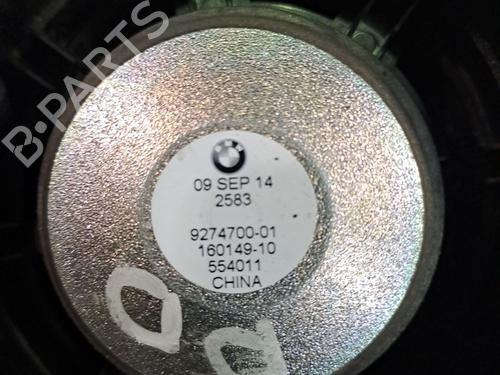 B-PARTS
09 SEP 14
2583
9274700-01
160149-10
554011
CHINA